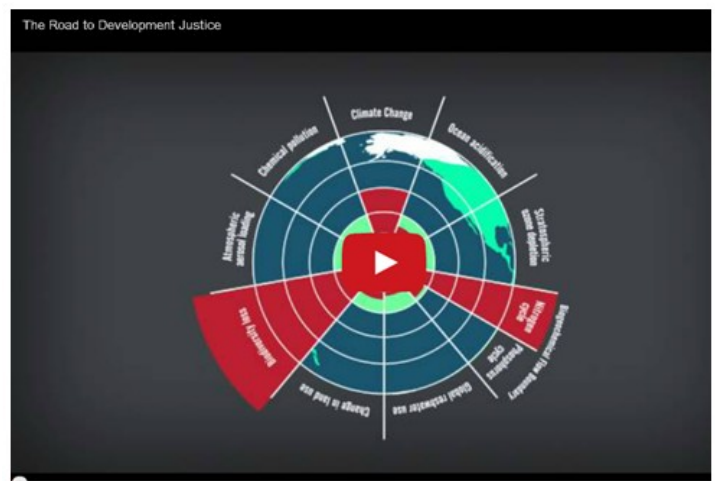 The Road to Development Justice
Climate Change
Ocean acidification
Stratospheric
ozone depletion
Nitrogen
cycle
Biogeochemical Flow Boundary
Phosphorus
cycle
Global reshwater use
Change in land use
Biodiversity loss
Atmospheric
aerosol loading
Chemical pollution